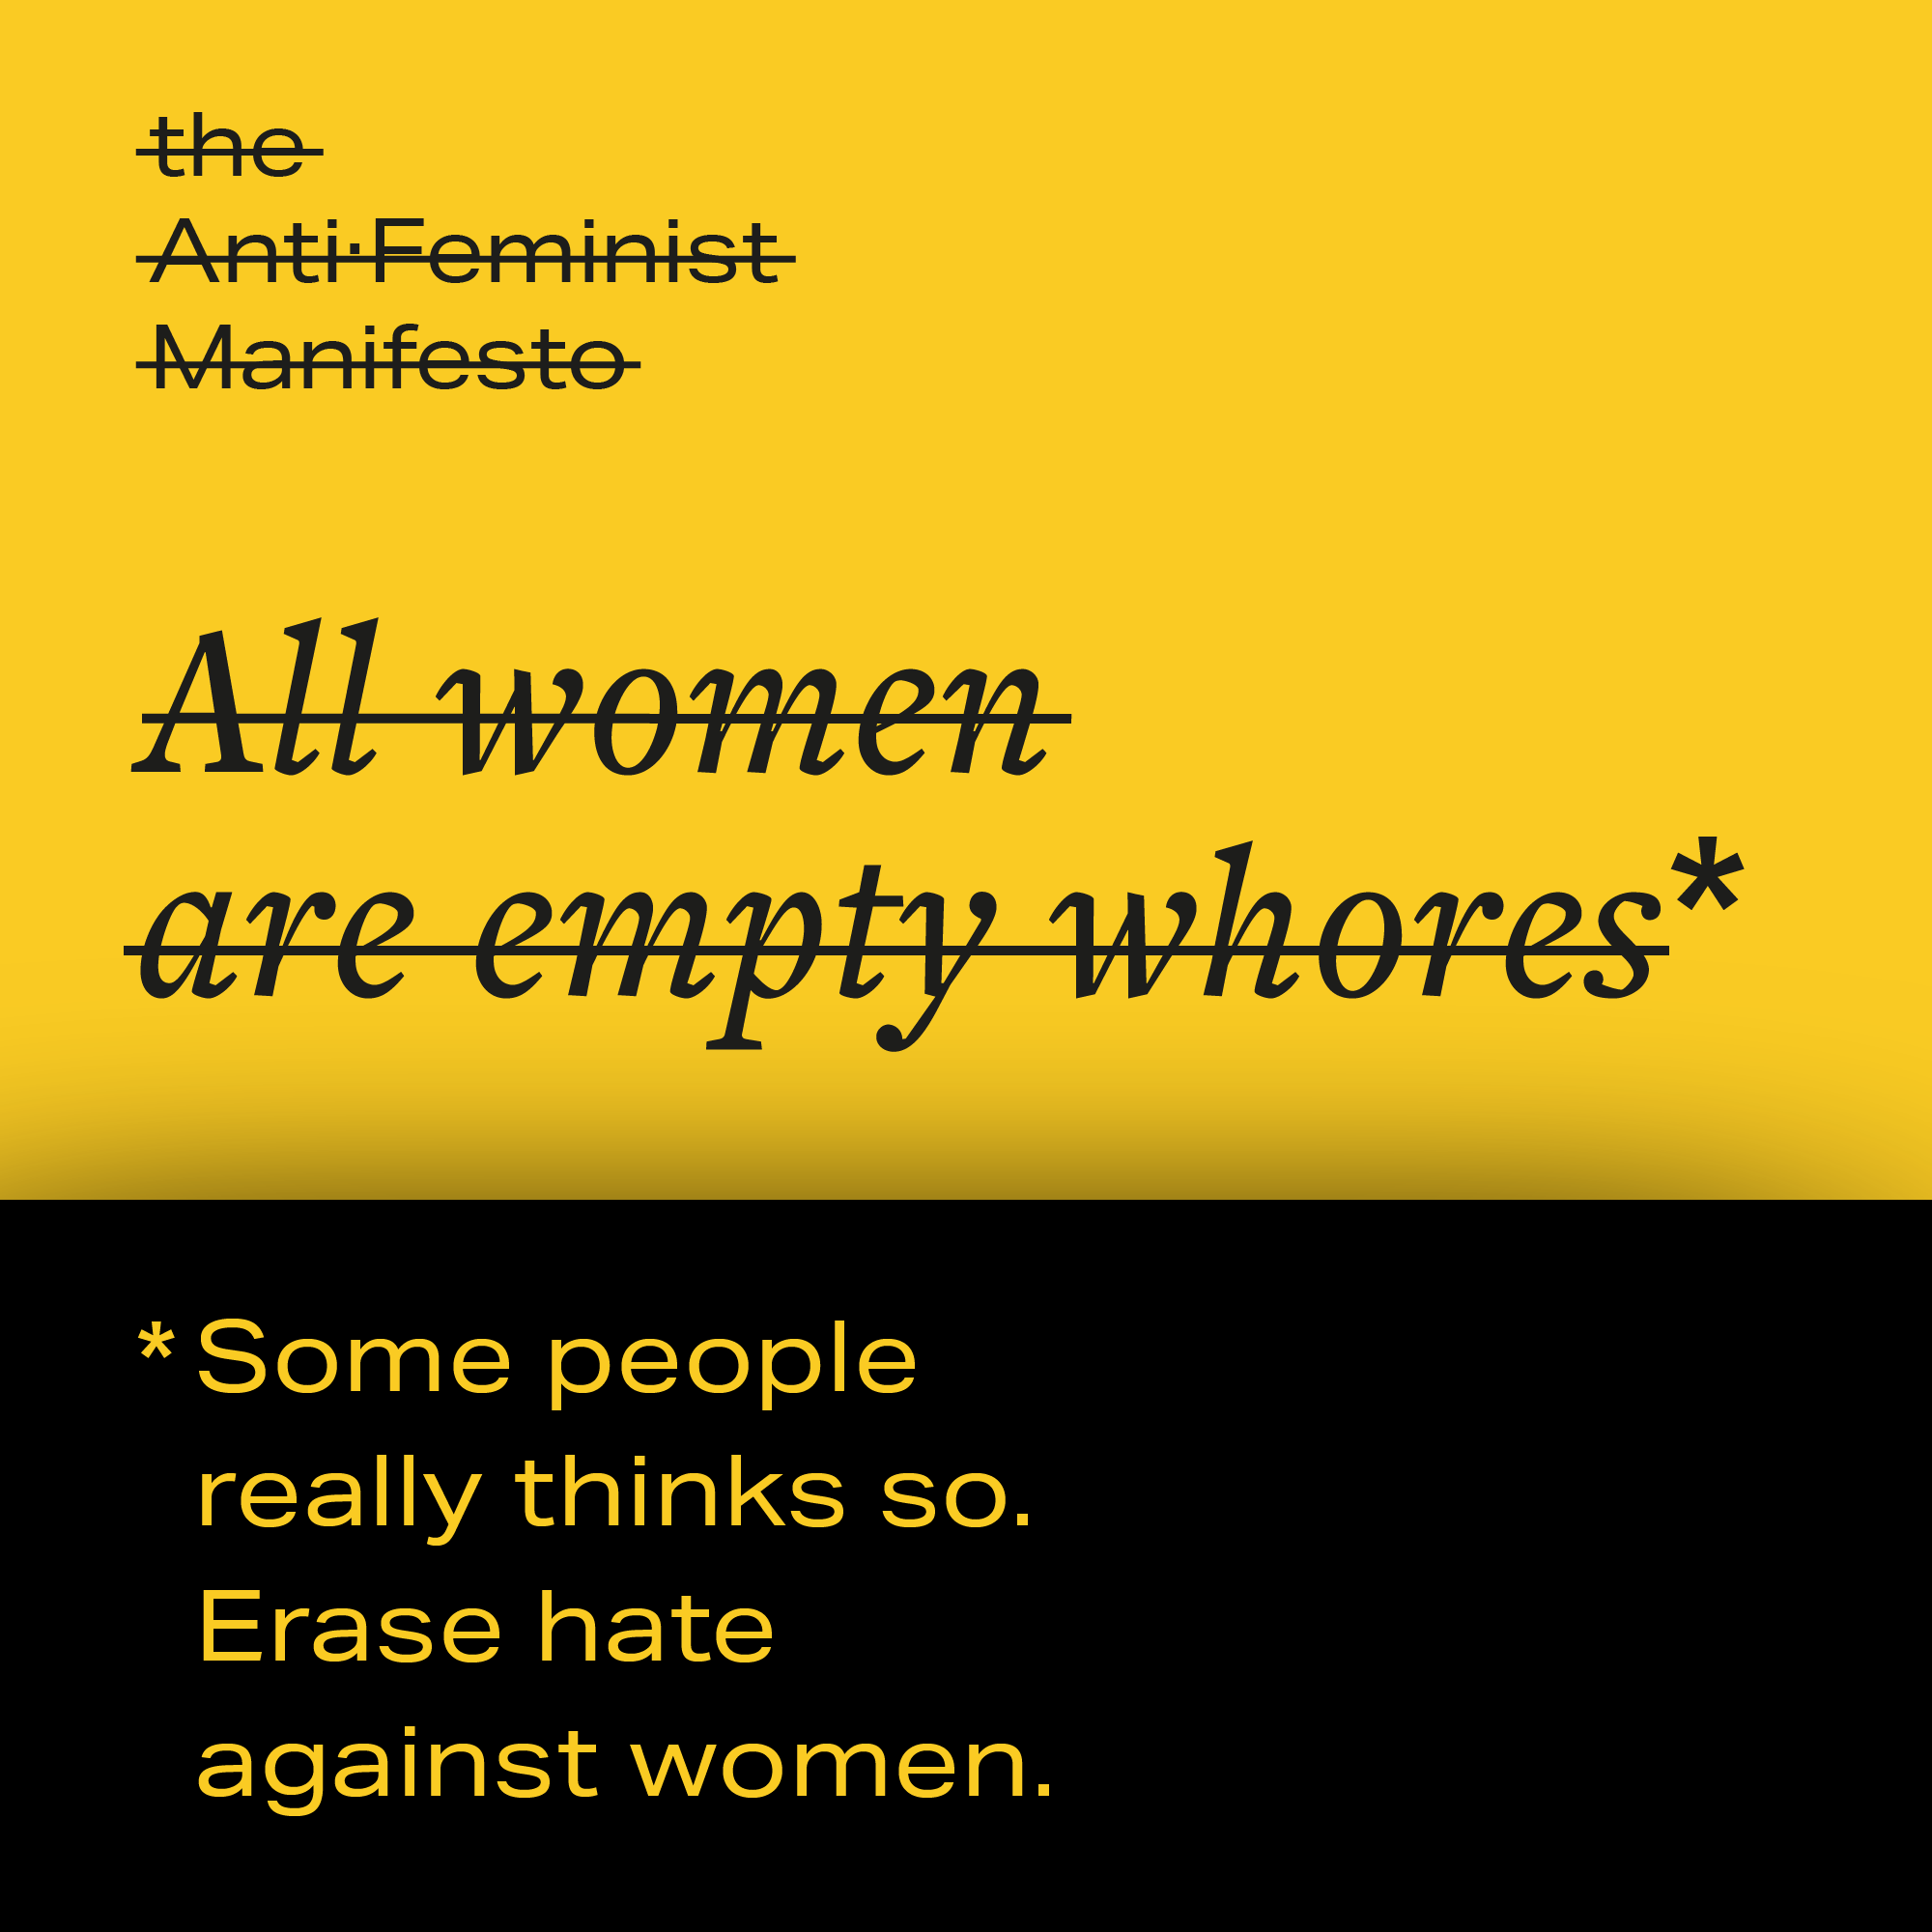 the
Anti-Feminist
Manifesto
All women
are empty whores*
*Some people
really thinks so.
Erase hate
against women.